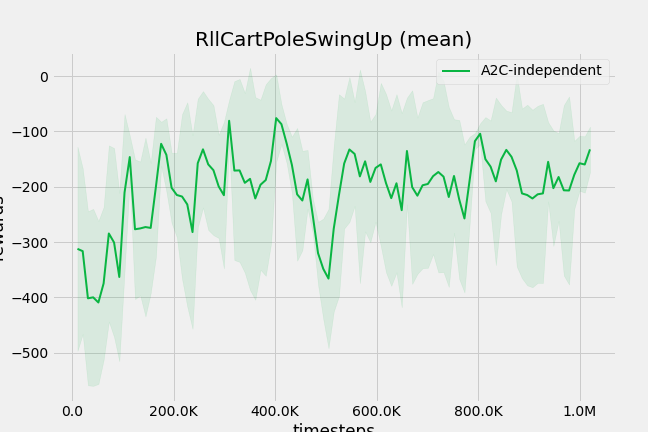 RllCartPoleSwingUp (mean)
A2C-independent
0
−100
−200
−300
−400
−500
rewards
0.0
200.0K
400.0K
600.0K
800.0K
1.0M
timesteps